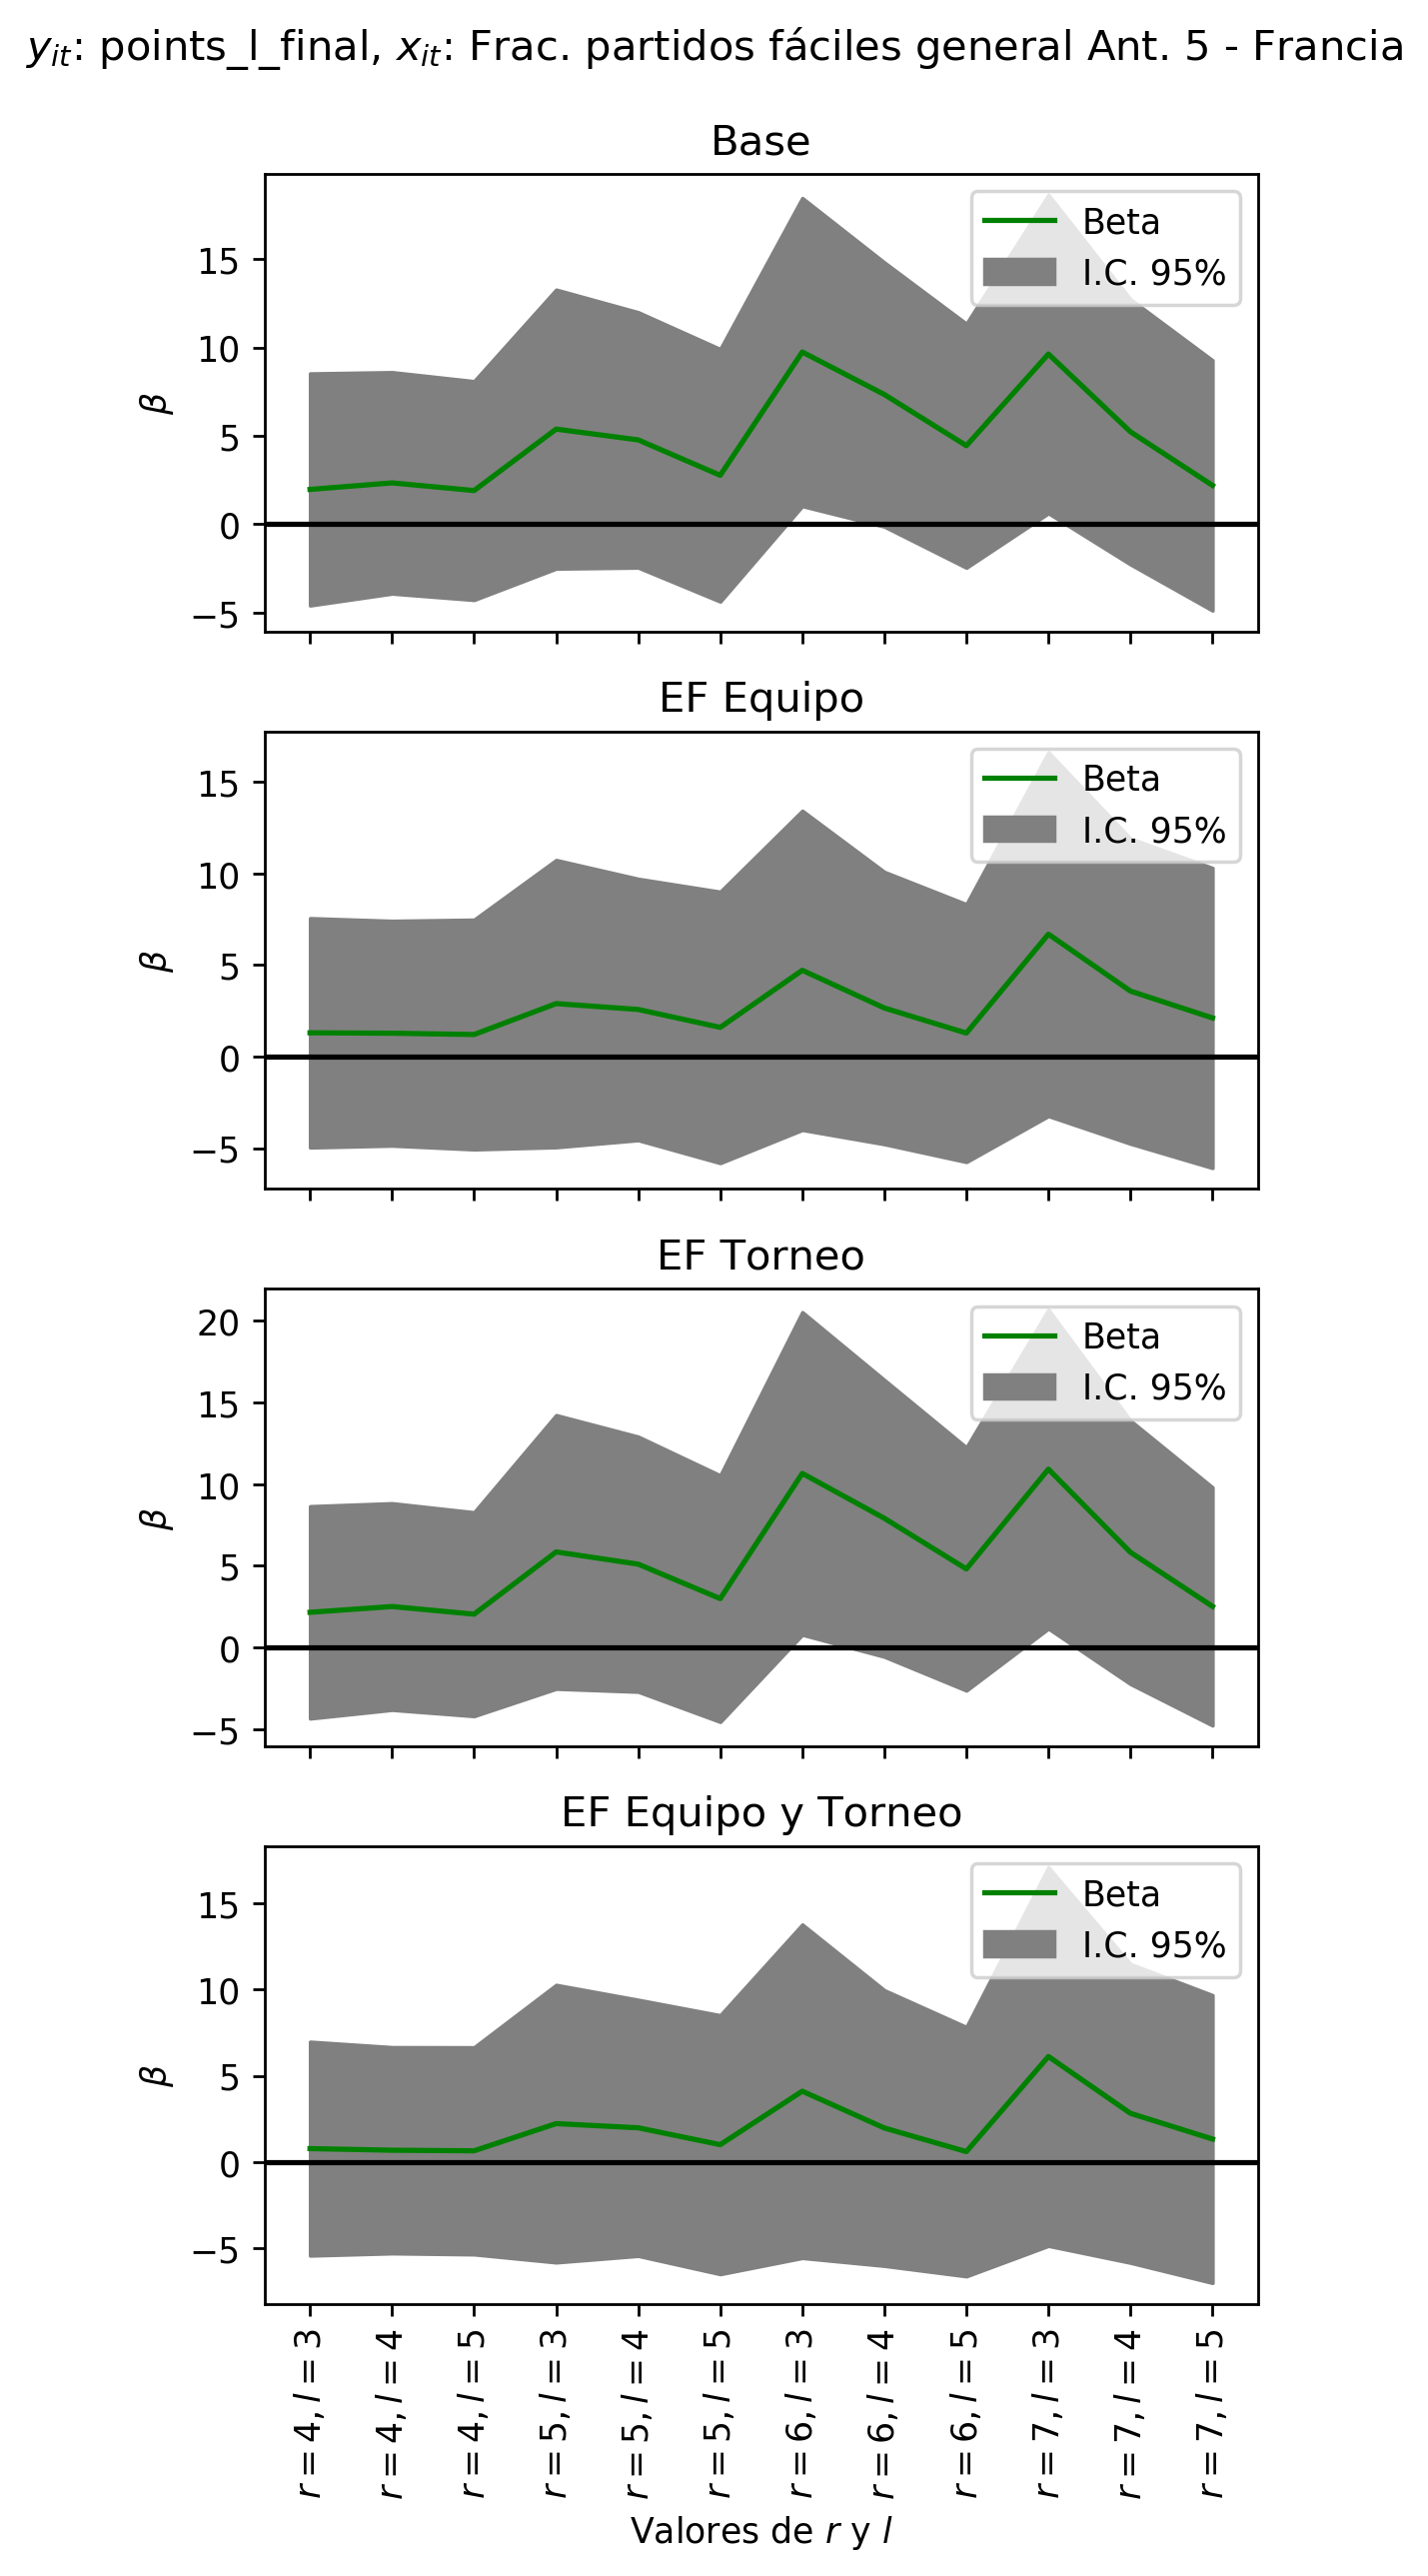 y_it: points_l_final, x_it: Frac. partidos fáciles general Ant. 5 - Francia
Base
Beta
I.C. 95%
15
10
5
0
−5
β
EF Equipo
Beta
I.C. 95%
15
10
5
0
−5
β
EF Torneo
Beta
I.C. 95%
20
15
10
5
0
−5
β
EF Equipo y Torneo
Beta
I.C. 95%
15
10
5
0
−5
β
r = 4, l = 3
r = 4, l = 4
r = 4, l = 5
r = 5, l = 3
r = 5, l = 4
r = 5, l = 5
r = 6, l = 3
r = 6, l = 4
r = 6, l = 5
r = 7, l = 3
r = 7, l = 4
r = 7, l = 5
Valores de r y l